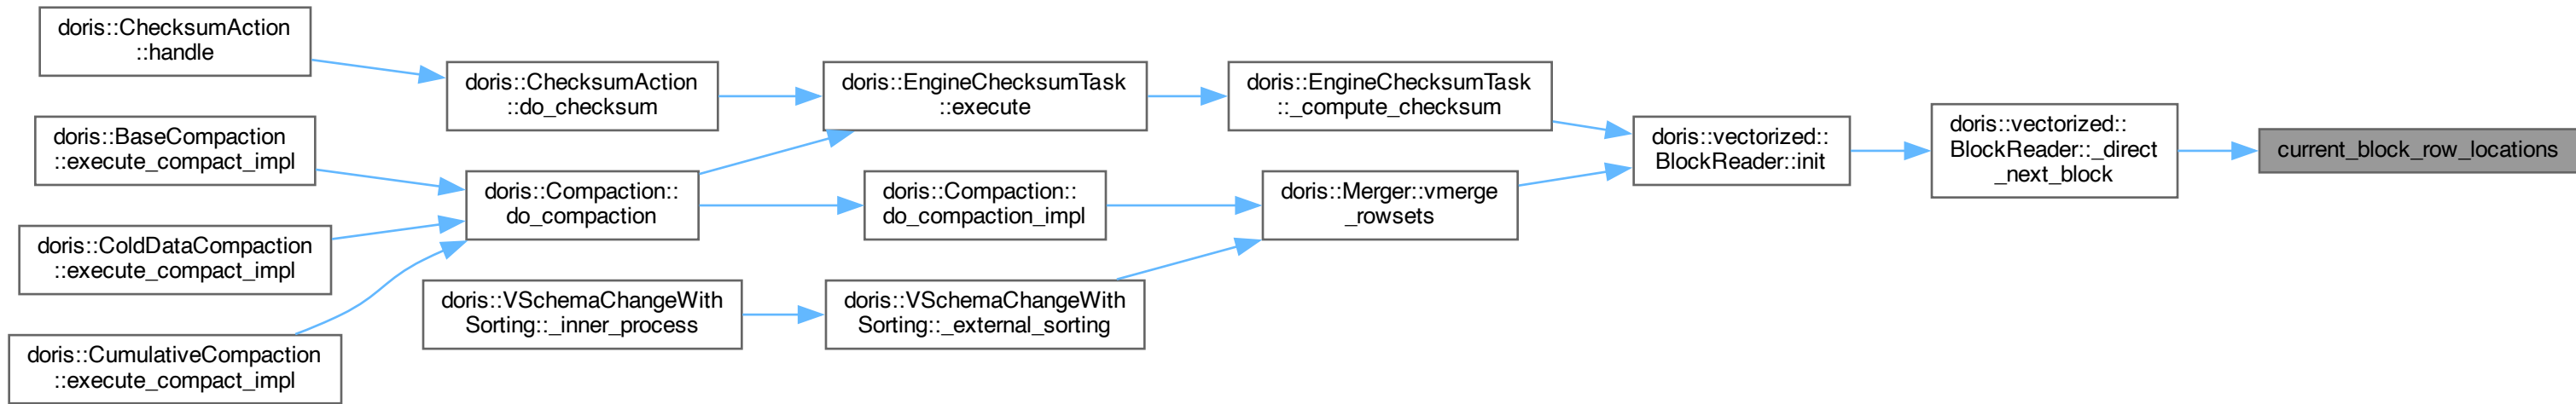 doris::ChecksumAction
::handle
doris::BaseCompaction
::execute_compact_impl
doris::ColdDataCompaction
::execute_compact_impl
doris::CumulativeCompaction
::execute_compact_impl
doris::ChecksumAction
::do_checksum
doris::Compaction::
do_compaction
doris::VSchemaChangeWith
Sorting::_inner_process
doris::EngineChecksumTask
::execute
doris::Compaction::
do_compaction_impl
doris::VSchemaChangeWith
Sorting::_external_sorting
doris::EngineChecksumTask
::_compute_checksum
doris::Merger::vmerge
_rowsets
doris::vectorized::
BlockReader::init
doris::vectorized::
BlockReader::_direct
_next_block
current_block_row_locations